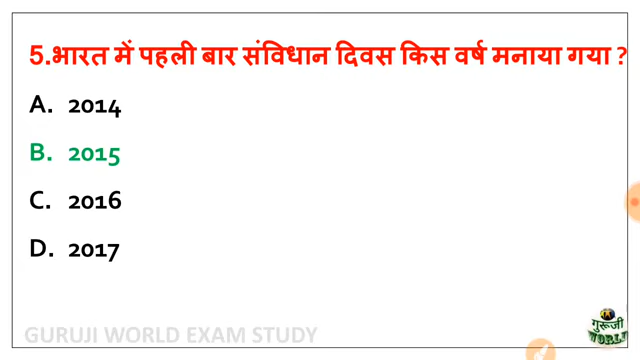 5.भारत में पहली बार संविधान दिवस किस वर्ष मनाया गया ?
A. 2014
B. 2015
C. 2016
D. 2017
GURUJI WORLD EXAM STUDY
गुरूजी
WORLD